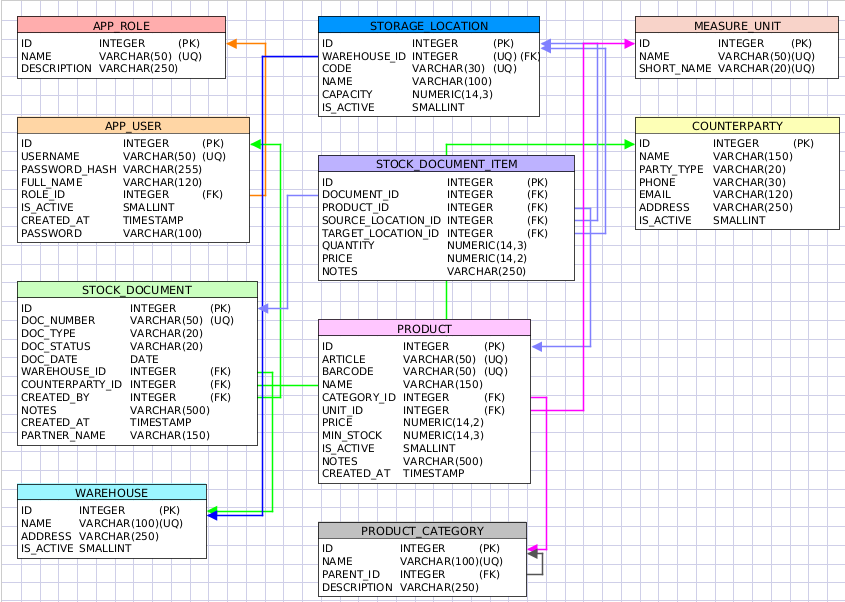 APP_ROLE
ID INTEGER (PK)
NAME VARCHAR(50) (UQ)
DESCRIPTION VARCHAR(250)
STORAGE_LOCATION
ID INTEGER (PK)
WAREHOUSE_ID INTEGER (UQ) (FK)
CODE VARCHAR(30) (UQ)
NAME VARCHAR(100)
CAPACITY NUMERIC(14,3)
IS_ACTIVE SMALLINT
MEASURE_UNIT
ID INTEGER (PK)
NAME VARCHAR(50)(UQ)
SHORT_NAME VARCHAR(20)(UQ)
APP_USER
ID INTEGER (PK)
USERNAME VARCHAR(50) (UQ)
PASSWORD_HASH VARCHAR(255)
FULL_NAME VARCHAR(120)
ROLE_ID INTEGER (FK)
IS_ACTIVE SMALLINT
CREATED_AT TIMESTAMP
PASSWORD VARCHAR(100)
STOCK_DOCUMENT_ITEM
ID INTEGER (PK)
DOCUMENT_ID INTEGER (FK)
PRODUCT_ID INTEGER (FK)
SOURCE_LOCATION_ID INTEGER (FK)
TARGET_LOCATION_ID INTEGER (FK)
QUANTITY NUMERIC(14,3)
PRICE NUMERIC(14,2)
NOTES VARCHAR(250)
COUNTERPARTY
ID INTEGER (PK)
NAME VARCHAR(150)
PARTY_TYPE VARCHAR(20)
PHONE VARCHAR(30)
EMAIL VARCHAR(120)
ADDRESS VARCHAR(250)
IS_ACTIVE SMALLINT
STOCK_DOCUMENT
ID INTEGER (PK)
DOC_NUMBER VARCHAR(50) (UQ)
DOC_TYPE VARCHAR(20)
DOC_STATUS VARCHAR(20)
DOC_DATE DATE
WAREHOUSE_ID INTEGER (FK)
COUNTERPARTY_ID INTEGER (FK)
CREATED_BY INTEGER (FK)
NOTES VARCHAR(500)
CREATED_AT TIMESTAMP
PARTNER_NAME VARCHAR(150)
PRODUCT
ID INTEGER (PK)
ARTICLE VARCHAR(50) (UQ)
BARCODE VARCHAR(50) (UQ)
NAME VARCHAR(150)
CATEGORY_ID INTEGER (FK)
UNIT_ID INTEGER (FK)
PRICE NUMERIC(14,2)
MIN_STOCK NUMERIC(14,3)
IS_ACTIVE SMALLINT
NOTES VARCHAR(500)
CREATED_AT TIMESTAMP
WAREHOUSE
ID INTEGER (PK)
NAME VARCHAR(100)(UQ)
ADDRESS VARCHAR(250)
IS_ACTIVE SMALLINT
PRODUCT_CATEGORY
ID INTEGER (PK)
NAME VARCHAR(100)(UQ)
PARENT_ID INTEGER (FK)
DESCRIPTION VARCHAR(250)